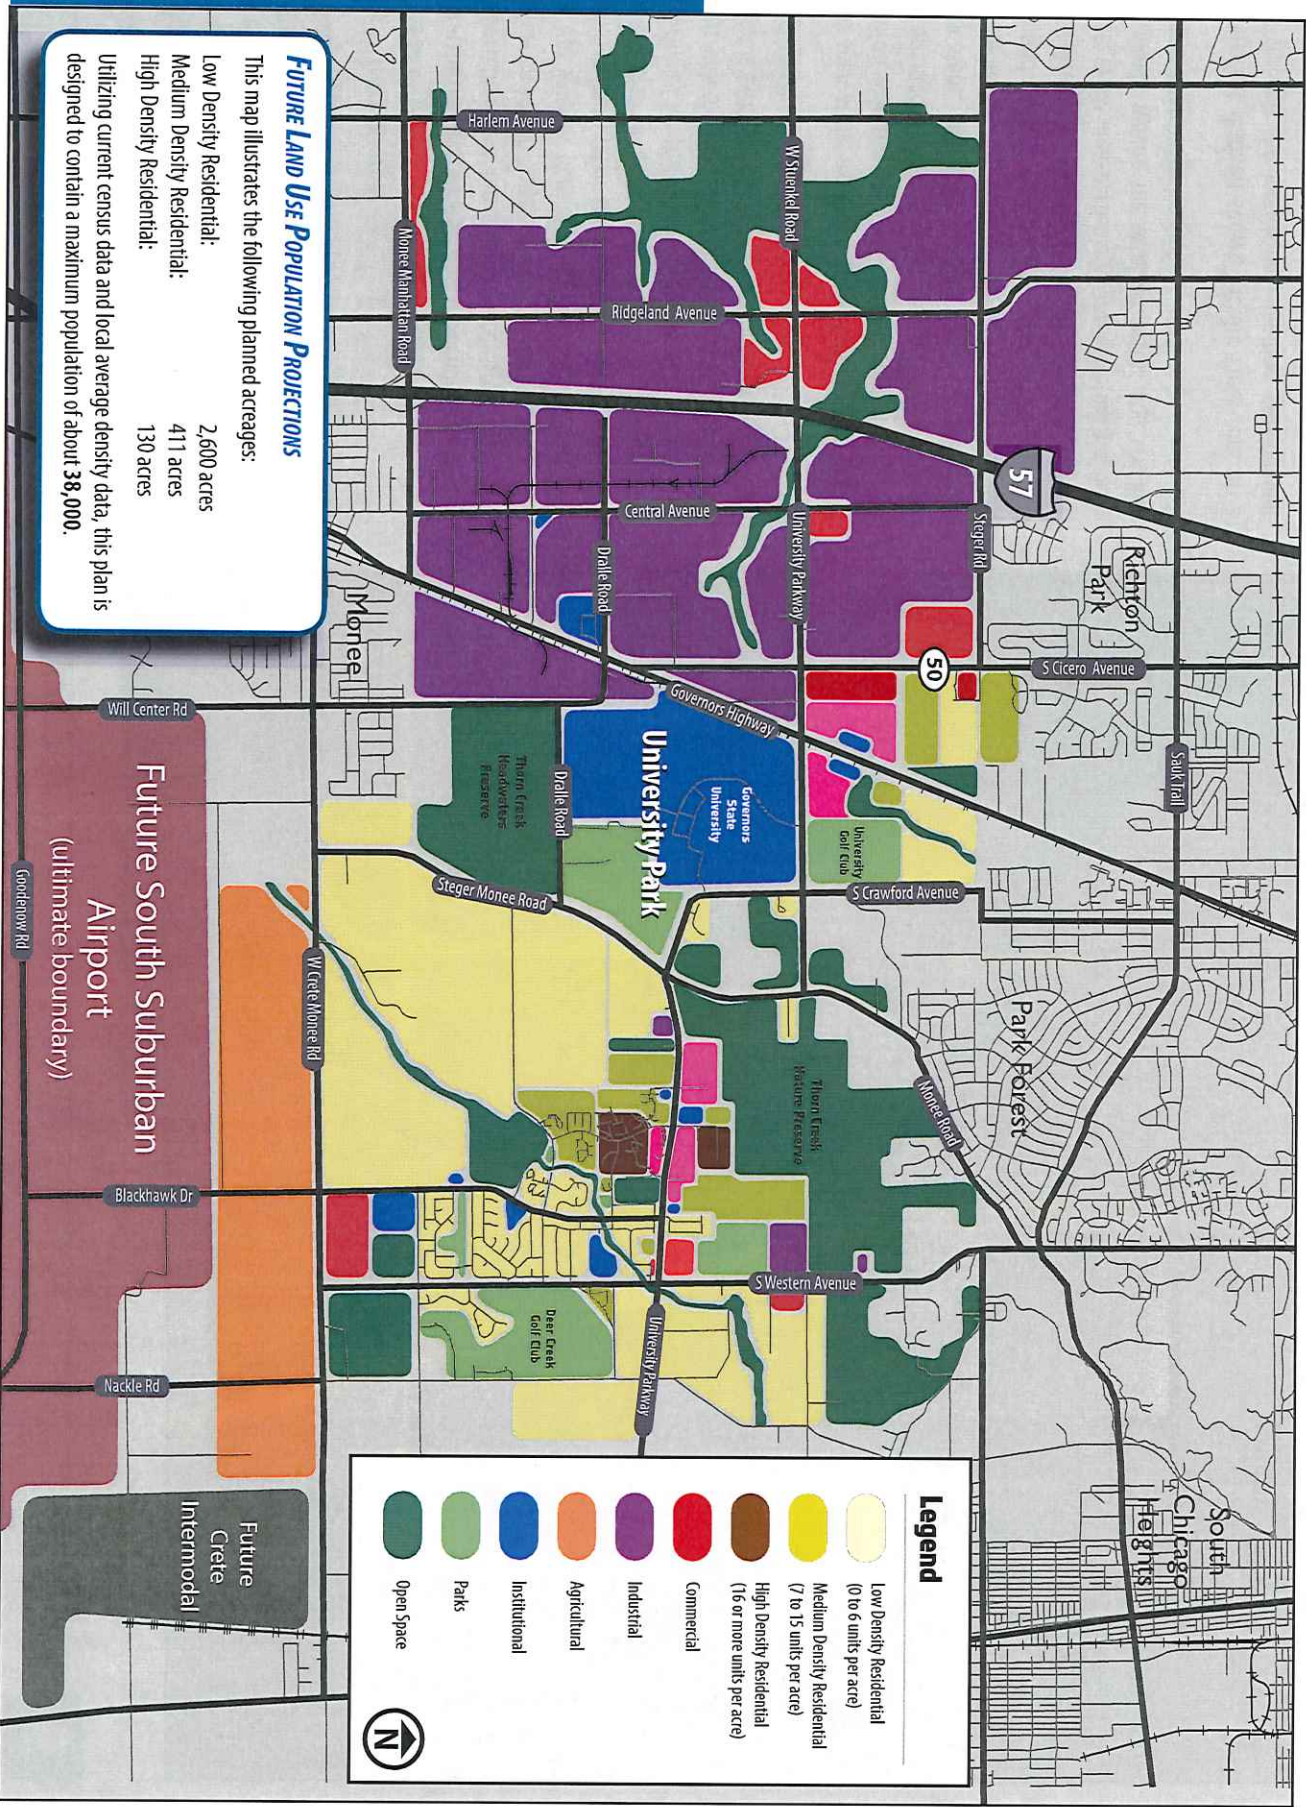 FUTURE LAND USE POPULATION PROJECTIONS
This map illustrates the following planned acreages:
Low Density Residential: 2,600 acres
Medium Density Residential: 411 acres
High Density Residential: 130 acres
Utilizing current census data and local average density data, this plan is
designed to contain a maximum population of about 38,000.
Legend
Low Density Residential
(0 to 6 units per acre)
Medium Density Residential
(7 to 15 units per acre)
High Density Residential
(16 or more units per acre)
Commercial
Industrial
Agricultural
Institutional
Parks
Open Space
N
Sauk Trail
Richton
Park
Park Forest
South
Chicago
Heights
57
Steger Rd
S Cicero Avenue
50
Monee Road
Harlem Avenue
W Stuenkel Road
Ridgeland Avenue
Central Avenue
University Parkway
Governors Highway
S Crawford Avenue
University
Golf Club
Governors
State
University
University Park
Thorn Creek
Nature Preserve
S Western Avenue
University Parkway
Dralle Road
Dralle Road
Thorn Creek
Headwaters
Preserve
Steger Monee Road
Deer Creek
Golf Club
Monee Manhattan Road
Monee
W Crete Monee Rd
Will Center Rd
Blackhawk Dr
Nackle Rd
Future South Suburban
Airport
(ultimate boundary)
Goodenow Rd
Future
Crete
Intermodal